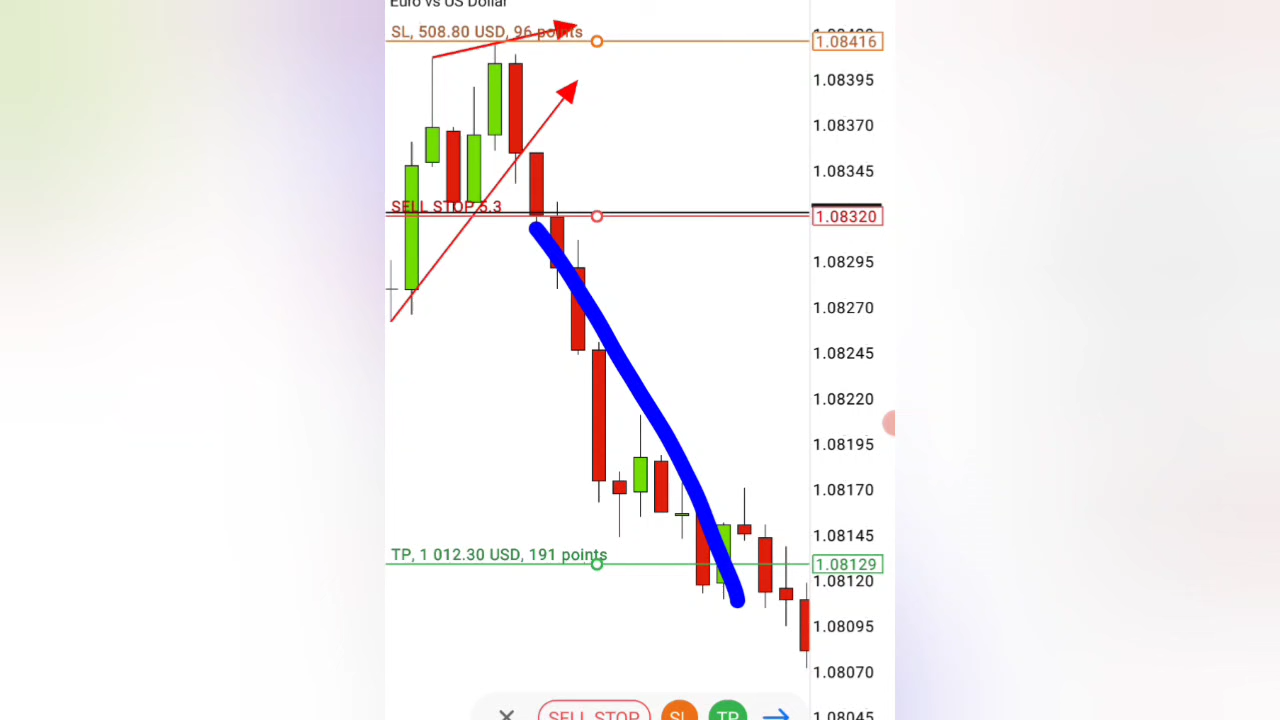 Euro vs US Dollar
SL, 508.80 USD, 96 points
1.08416
1.08395
1.08370
1.08345
SELL STOP 5.3
1.08320
1.08295
1.08270
1.08245
1.08220
1.08195
1.08170
1.08145
TP, 1 012.30 USD, 191 points
1.08129
1.08120
1.08095
1.08070
SELL STOP
SL
TP
1.08045